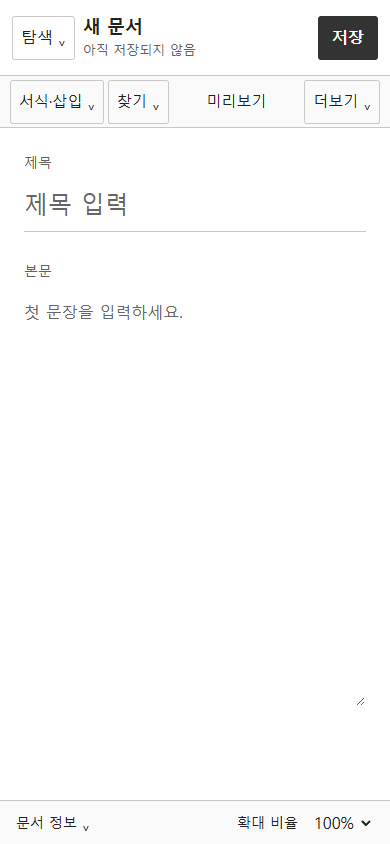 탐색 v
새 문서
아직 저장되지 않음
저장
서식·삽입 v
찾기 v
미리보기
더보기 v
제목
제목 입력
본문
첫 문장을 입력하세요.
문서 정보 v
확대 비율
100%